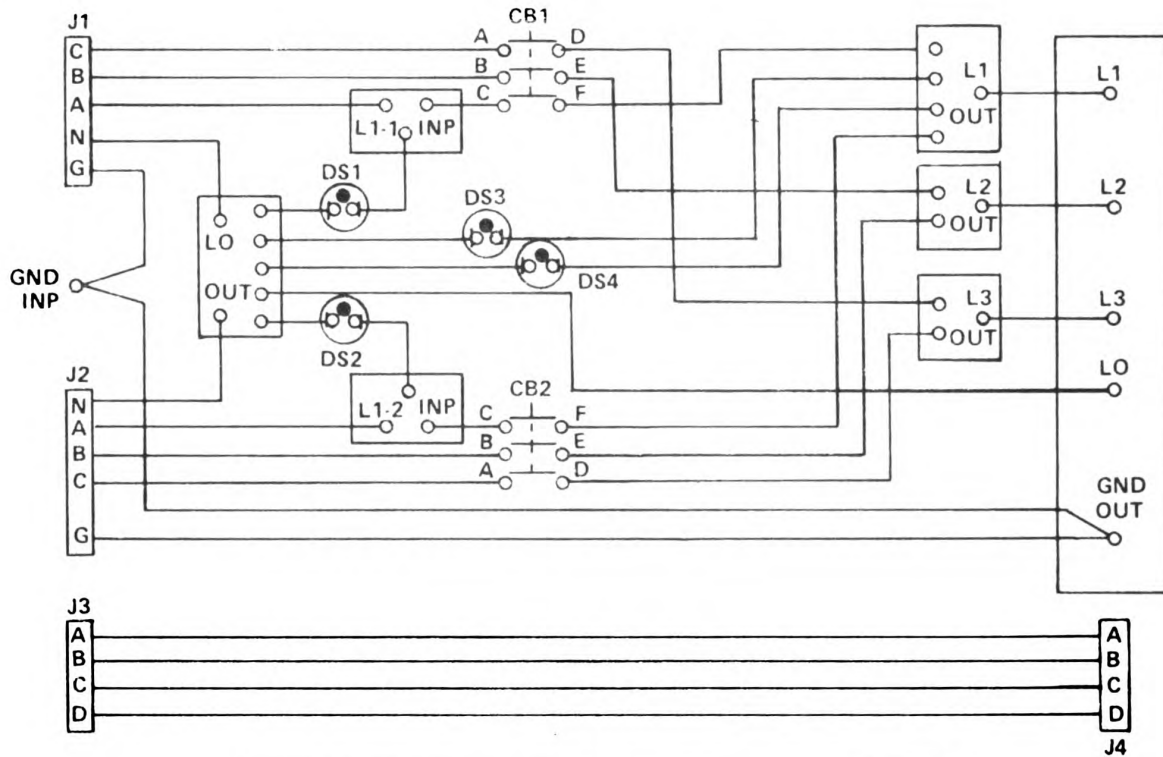 J1
CB1
C
A
D
B
B
E
L1
L1
A
C
F
L1-1
INP
OUT
N
G
DS1
L2
L2
DS3
OUT
LO
GND
INP
DS4
OUT
L3
L3
OUT
DS2
LO
J2
CB2
N
L1-2
INP
C
F
A
B
B
E
C
A
D
GND
OUT
G
J3
A
A
B
B
C
C
D
D
J4